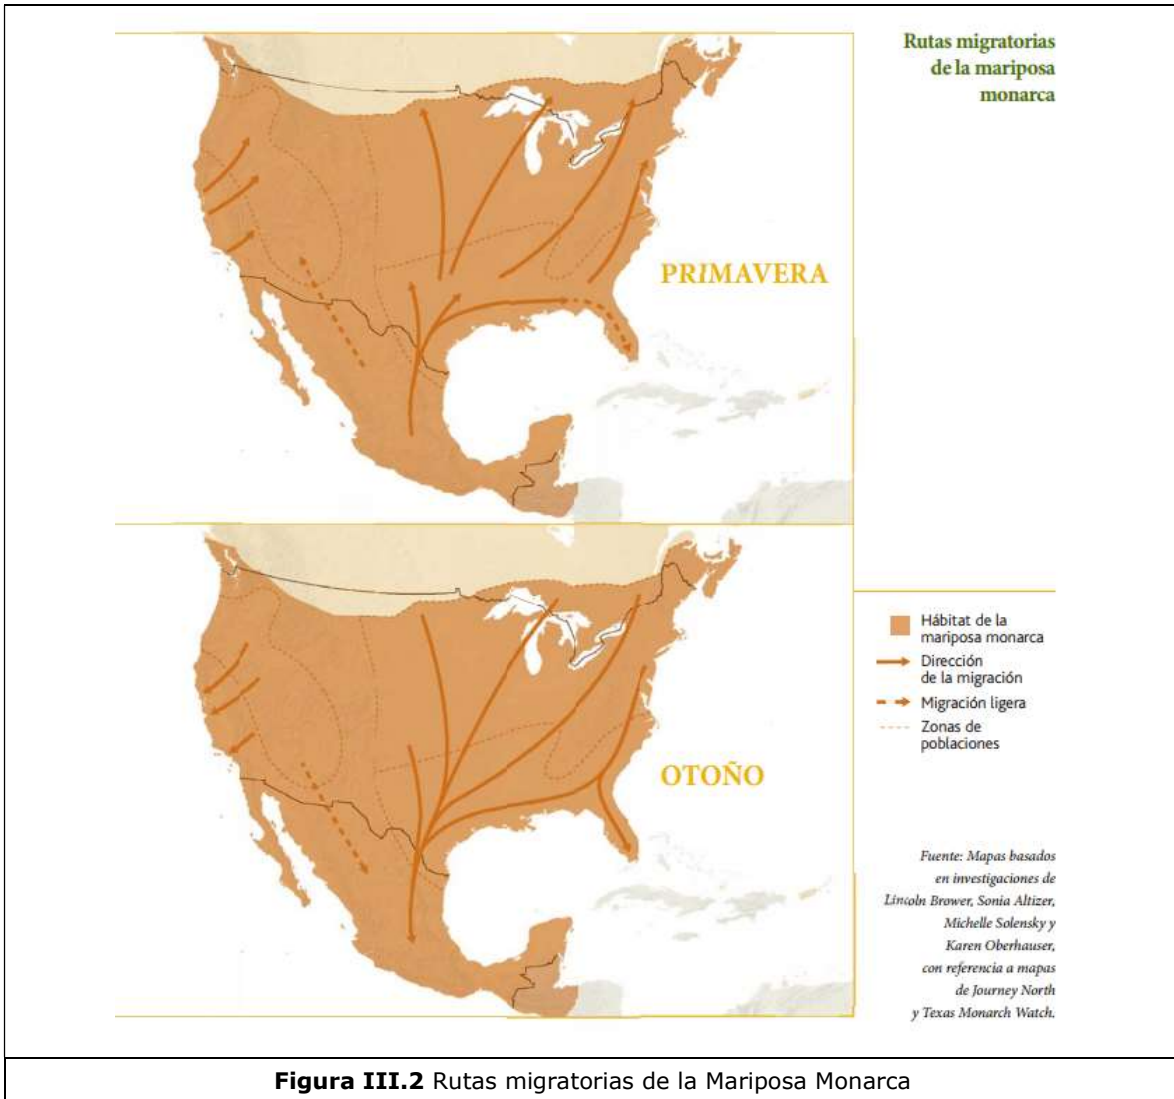 Rutas migratorias
de la mariposa
monarca
PRIMAVERA
OTOÑO
Hábitat de la
mariposa monarca
Dirección
de la migración
Migración ligera
Zonas de
poblaciones
Fuente: Mapas basados
en investigaciones de
Lincoln Brower, Sonia Altizer,
Michelle Solensky y
Karen Oberhauser,
con referencia a mapas
de Journey North
y Texas Monarch Watch.
Figura III.2 Rutas migratorias de la Mariposa Monarca